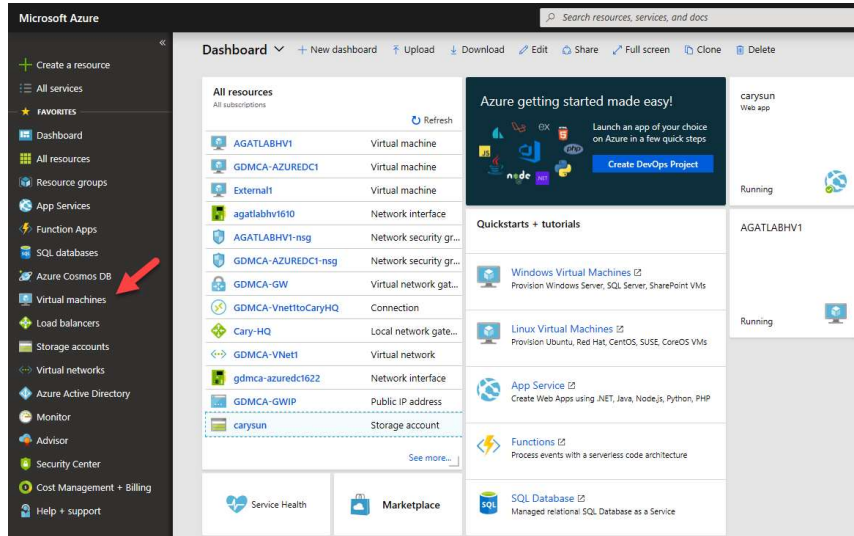 Microsoft Azure
Search resources, services, and docs
«
Create a resource
All services
FAVORITES
Dashboard
All resources
Resource groups
App Services
Function Apps
SQL databases
Azure Cosmos DB
Virtual machines
Load balancers
Storage accounts
Virtual networks
Azure Active Directory
Monitor
Advisor
Security Center
Cost Management + Billing
Help + support
Dashboard + New dashboard Upload Download Edit Share Full screen Clone Delete
All resources
All subscriptions
Refresh
AGATLABHV1 Virtual machine
GDMCA-AZUREDC1 Virtual machine
External1 Virtual machine
agatlabhv1610 Network interface
AGATLABHV1-nsg Network security gr...
GDMCA-AZUREDC1-nsg Network security gr...
GDMCA-GW Virtual network gat...
GDMCA-Vnet1toCaryHQ Connection
Cary-HQ Local network gate...
GDMCA-VNet1 Virtual network
gdmca-azuredc1622 Network interface
GDMCA-GWIP Public IP address
carysun Storage account
See more...
Service Health
Marketplace
Azure getting started made easy!
Launch an app of your choice
on Azure in a few quick steps
Create DevOps Project
EX
php
JS
node
.NET
Quickstarts + tutorials
Windows Virtual Machines
Provision Windows Server, SQL Server, SharePoint VMs
Linux Virtual Machines
Provision Ubuntu, Red Hat, CentOS, SUSE, CoreOS VMs
App Service
Create Web Apps using .NET, Java, Node.js, Python, PHP
Functions
Process events with a serverless code architecture
SQL
SQL Database
Managed relational SQL Database as a Service
carysun
Web app
Running
AGATLABHV1
Running